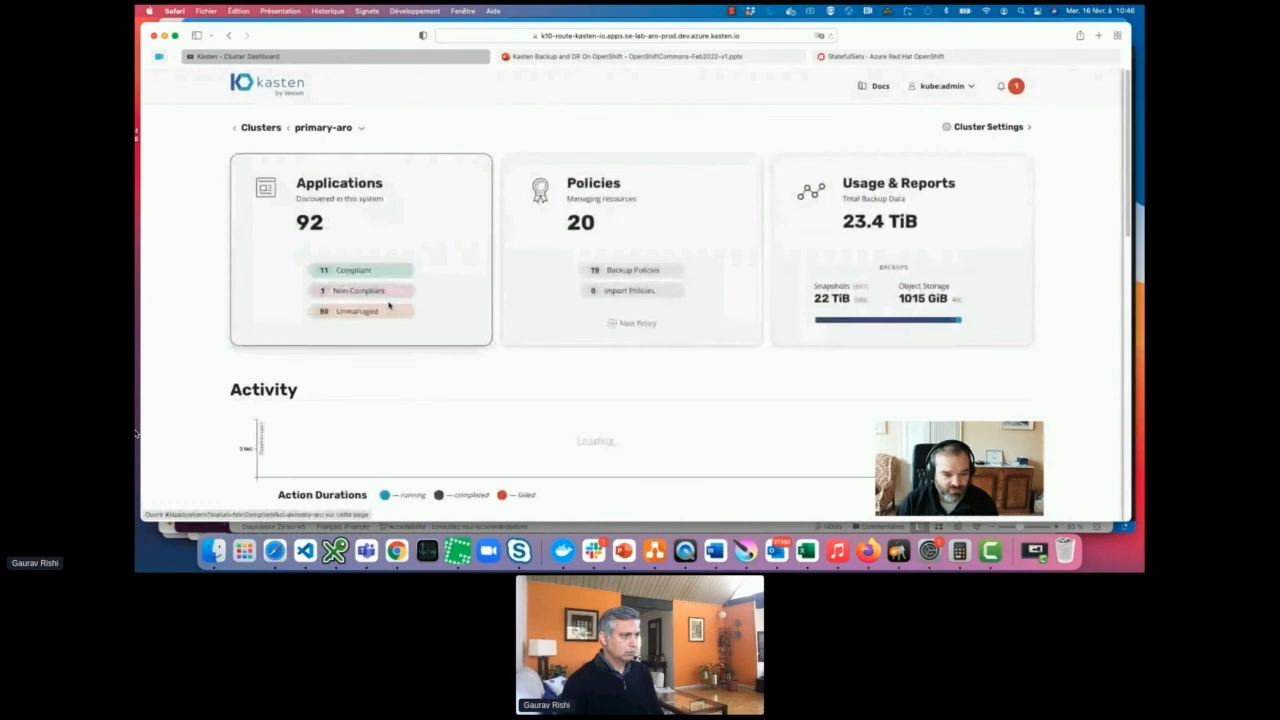 Safari Fichier Édition Présentation Historique Signets Développement Fenêtre Aide Mar. 16 févr. à 10:46
k10-route-kasten-io.apps.se-lab-aro-prod.dev.azure.kasten.io
Kasten - Cluster Dashboard
Kasten Backup and DR On OpenShift - OpenShiftCommons-Feb2022-v1.pptx
StatefulSets · Azure Red Hat OpenShift
kasten
by Veeam
Docs
kube:admin
1
Clusters
primary-aro
Cluster Settings
Applications
Discovered in this system
92
11 Compliant
1 Non-Compliant
80 Unmanaged
Policies
Managing resources
20
19 Backup Policies
0 Import Policies
New Policy
Usage & Reports
Total Backup Data
23.4 TiB
BACKUPS
Snapshots
22 TiB
Object Storage
1015 GiB
Activity
Loading...
Action Durations
running
completed
failed
Gaurav Rishi
Gaurav Rishi